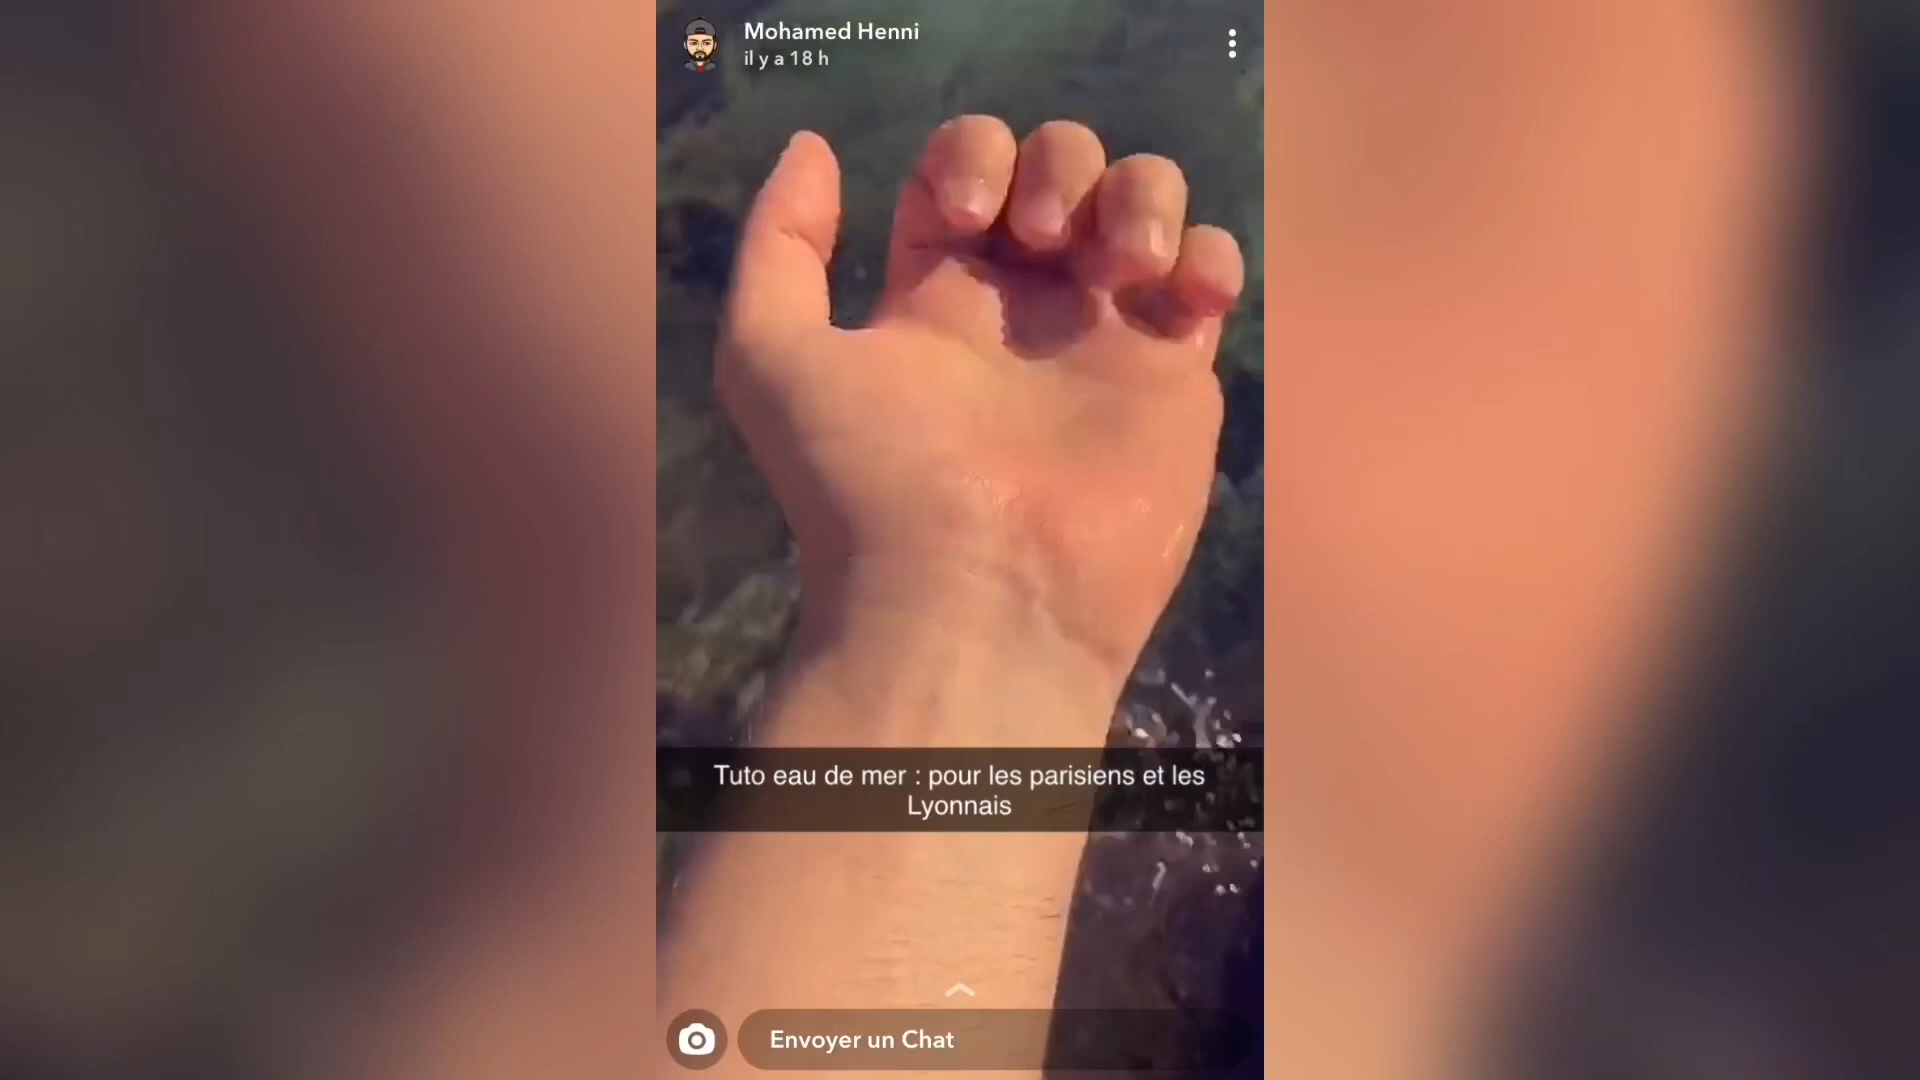 Mohamed Henni
il y a 18 h
Tuto eau de mer : pour les parisiens et les
Lyonnais
Envoyer un Chat